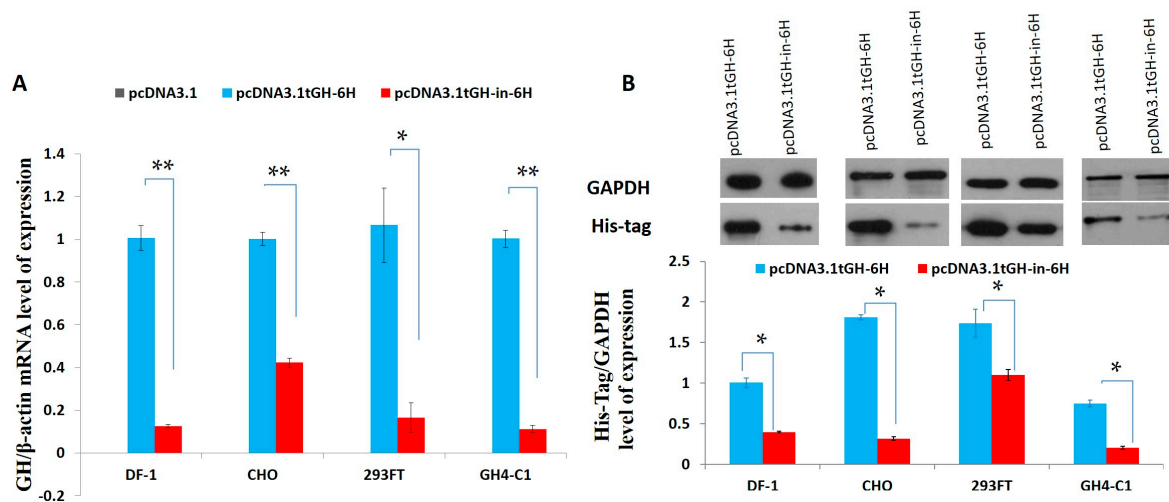 A
pcDNA3.1 pcDNA3.1tGH-6H pcDNA3.1tGH-in-6H
GH/β-actin mRNA level of expression
1.4
1.2
1
0.8
0.6
0.4
0.2
0
-0.2
**
**
*
**
DF-1 CHO 293FT GH4-C1
B
pcDNA3.1tGH-6H
pcDNA3.1tGH-in-6H
pcDNA3.1tGH-6H
pcDNA3.1tGH-in-6H
pcDNA3.1tGH-6H
pcDNA3.1tGH-in-6H
pcDNA3.1tGH-6H
pcDNA3.1tGH-in-6H
GAPDH
His-tag
pcDNA3.1tGH-6H pcDNA3.1tGH-in-6H
His-Tag/GAPDH
level of expression
2.5
2
1.5
1
0.5
0
*
*
*
*
DF-1 CHO 293FT GH4-C1